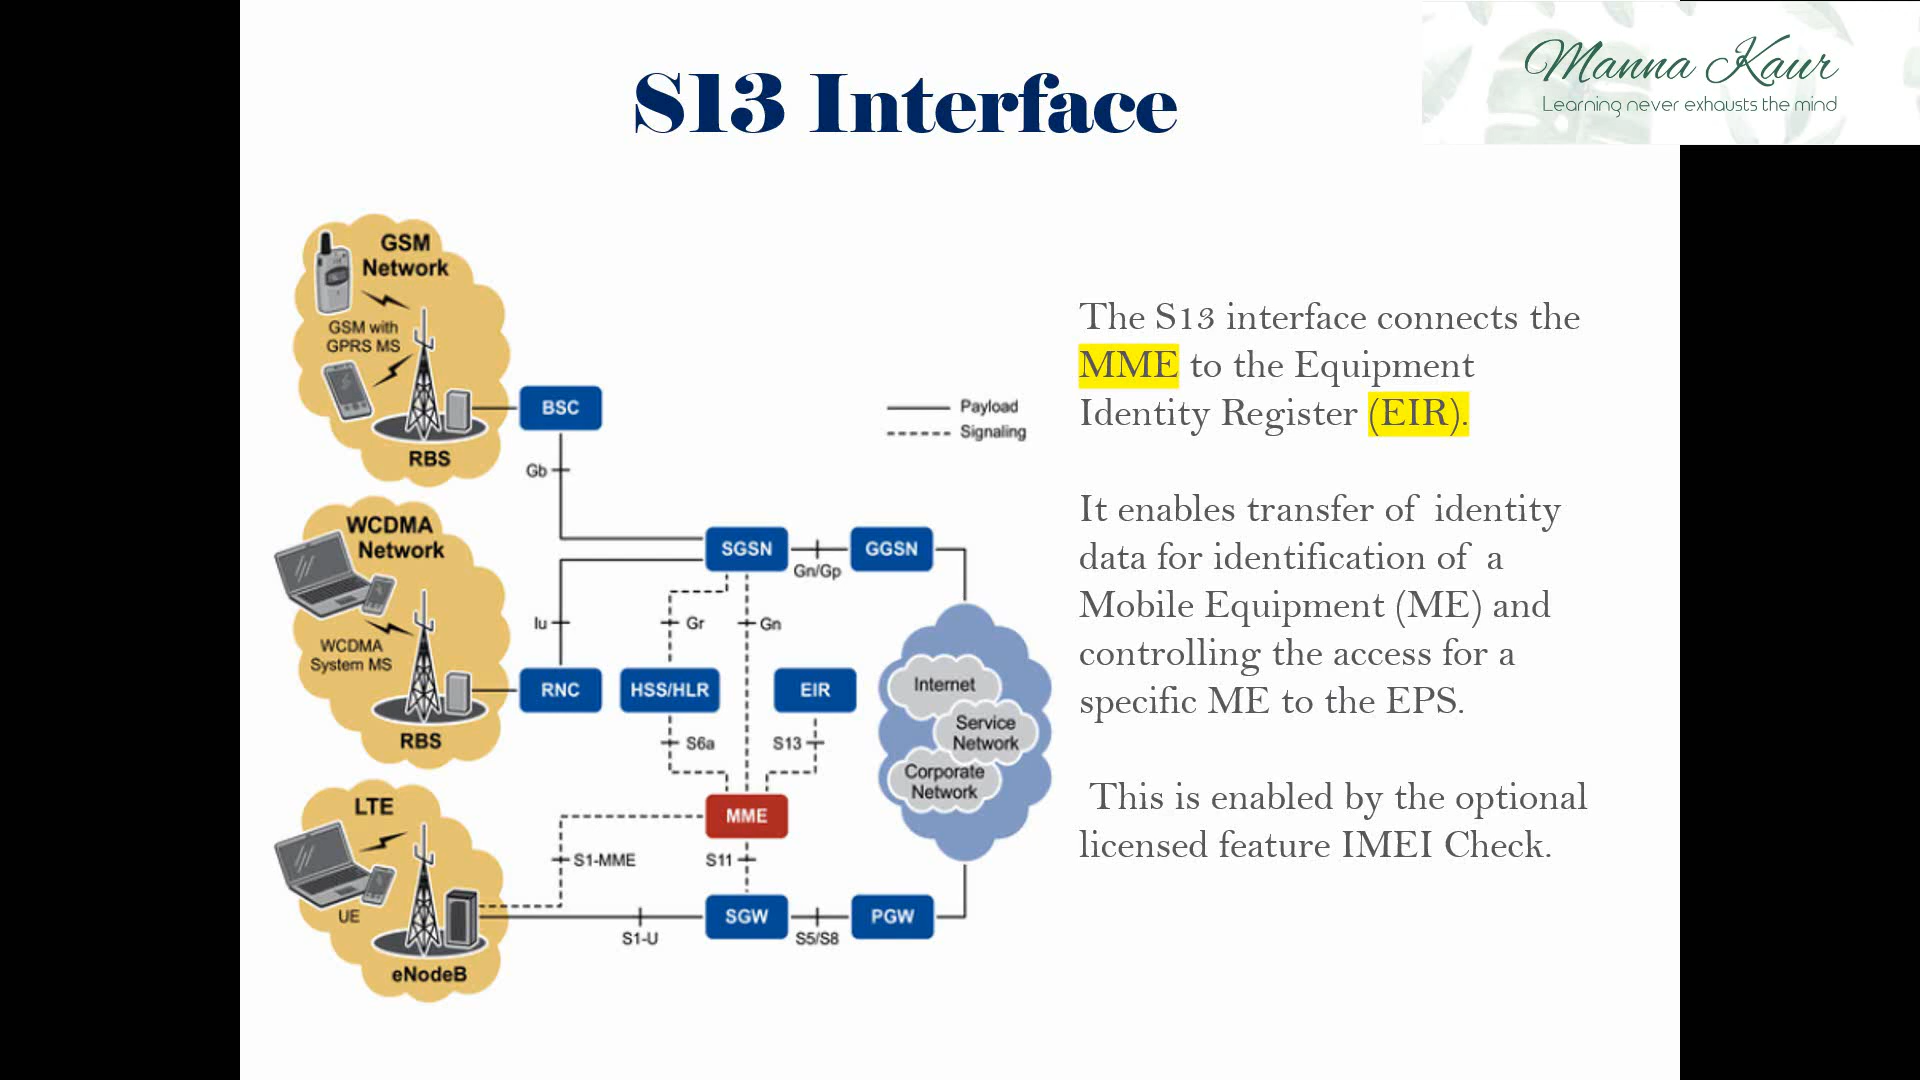 S13 Interface
Manna Kaur
Learning never exhausts the mind
GSM
Network
GSM with
GPRS MS
RBS
BSC
Gb
Payload
Signaling
WCDMA
Network
WCDMA
System MS
RBS
SGSN
Gn/Gp
GGSN
Iu
Gr
Gn
RNC
HSS/HLR
EIR
S6a
S13
Internet
Service
Network
Corporate
Network
LTE
UE
eNodeB
MME
S1-MME
S11
SGW
PGW
S1-U
S5/S8
The S13 interface connects the
MME to the Equipment
Identity Register (EIR).
It enables transfer of identity
data for identification of a
Mobile Equipment (ME) and
controlling the access for a
specific ME to the EPS.
This is enabled by the optional
licensed feature IMEI Check.